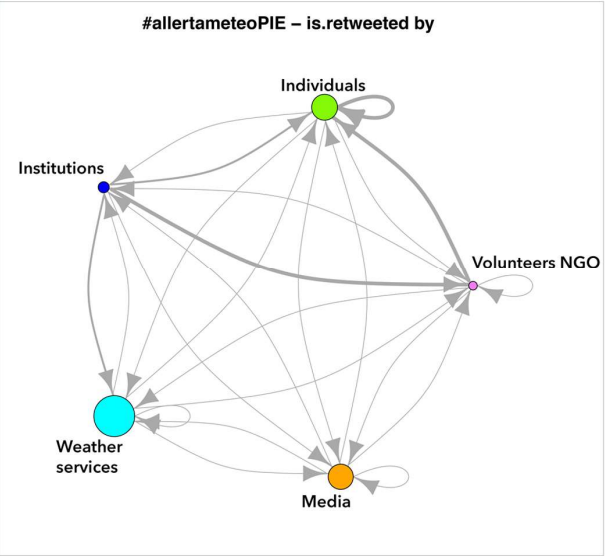 #allertameteoPIE – is.retweeted by
Individuals
Institutions
Volunteers NGO
Weather
services
Media